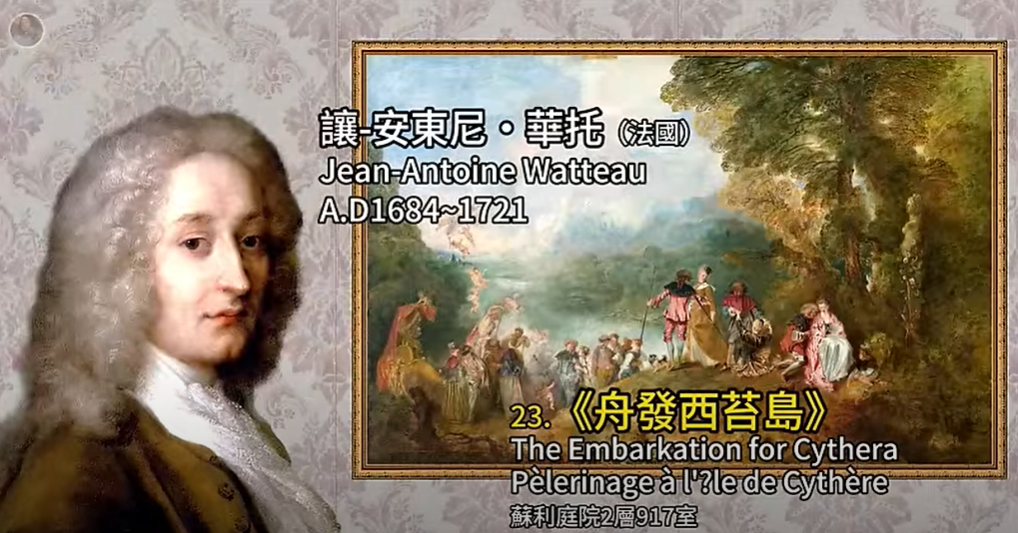 讓-安東尼·華托（法國）
Jean-Antoine Watteau
A.D1684~1721
23.《舟發西苔島》
The Embarkation for Cythera
Pèlerinage à l'?le de Cythère
蘇利庭院2層917室